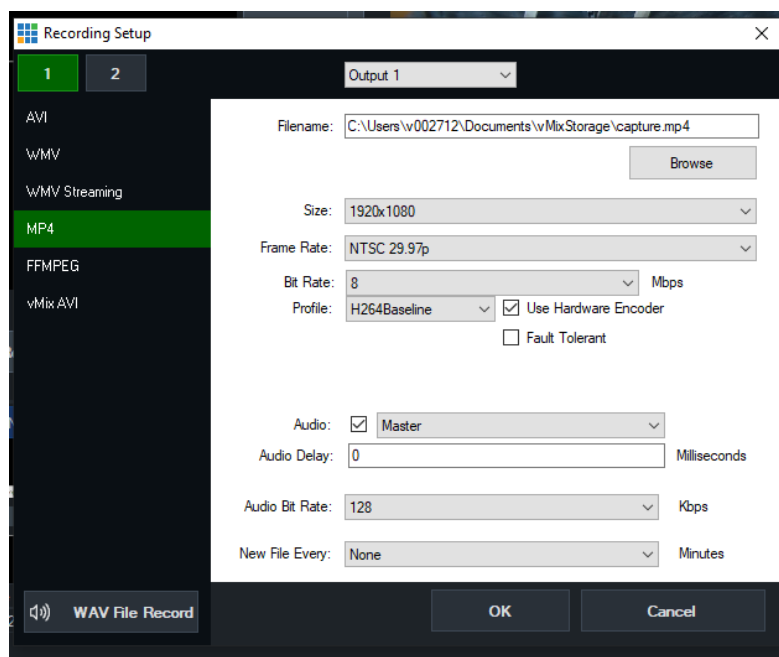 Recording Setup
1 2 Output 1
AVI
WMV
WMV Streaming
MP4
FFMPEG
vMix AVI
Filename: C:\Users\v002712\Documents\vMixStorage\capture.mp4
Browse
Size: 1920x1080
Frame Rate: NTSC 29.97p
Bit Rate: 8 Mbps
Profile: H264Baseline Use Hardware Encoder
Fault Tolerant
Audio: Master
Audio Delay: 0 Milliseconds
Audio Bit Rate: 128 Kbps
New File Every: None Minutes
WAV File Record OK Cancel